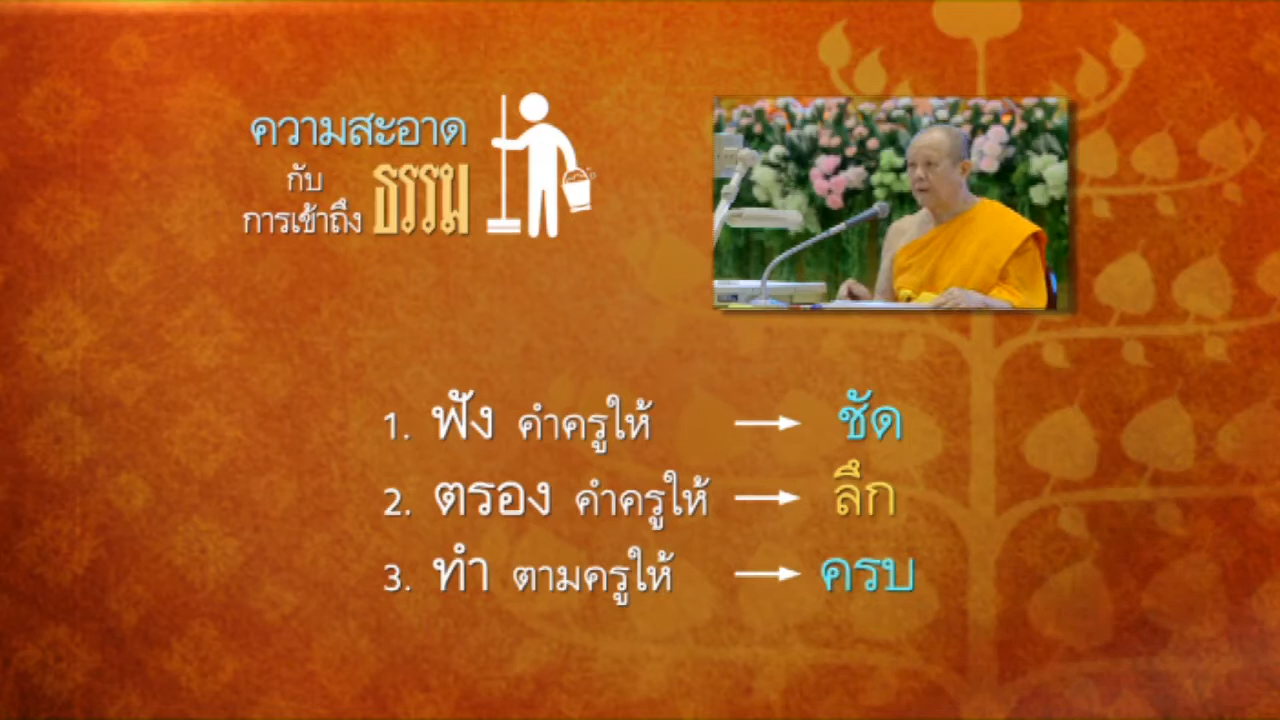 ความสะอาด
กับ
การเข้าถึง ธรรม
1. ฟัง คำครูให้ → ชัด
2. ตรอง คำครูให้ → ลึก
3. ทำ ตามครูให้ → ครบ